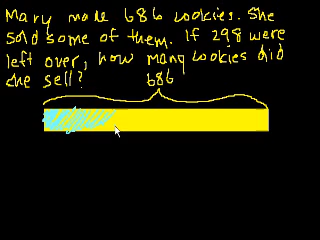 Mary made 686 cookies. She
sold some of them. If 298 were
left over, how many cookies did
she sell?
686